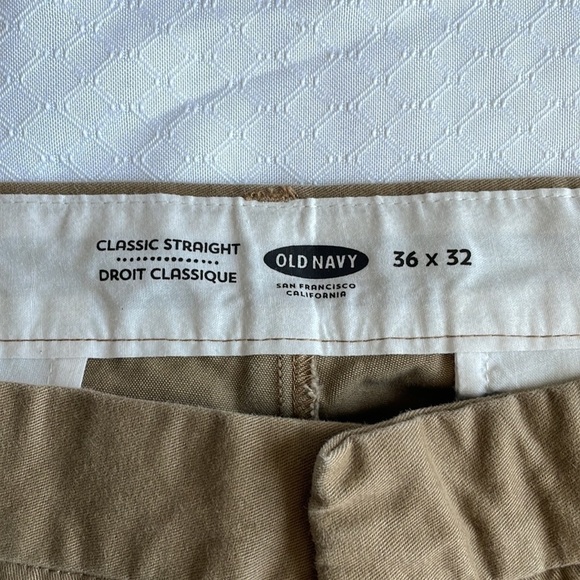 CLASSIC STRAIGHT
DROIT CLASSIQUE
OLD NAVY
SAN FRANCISCO
CALIFORNIA
36 x 32